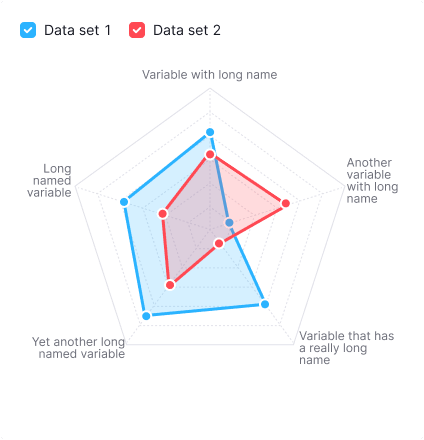 Data set 1
Data set 2
Variable with long name
Another
variable
with long
name
Long
named
variable
Yet another long
named variable
Variable that has
a really long
name